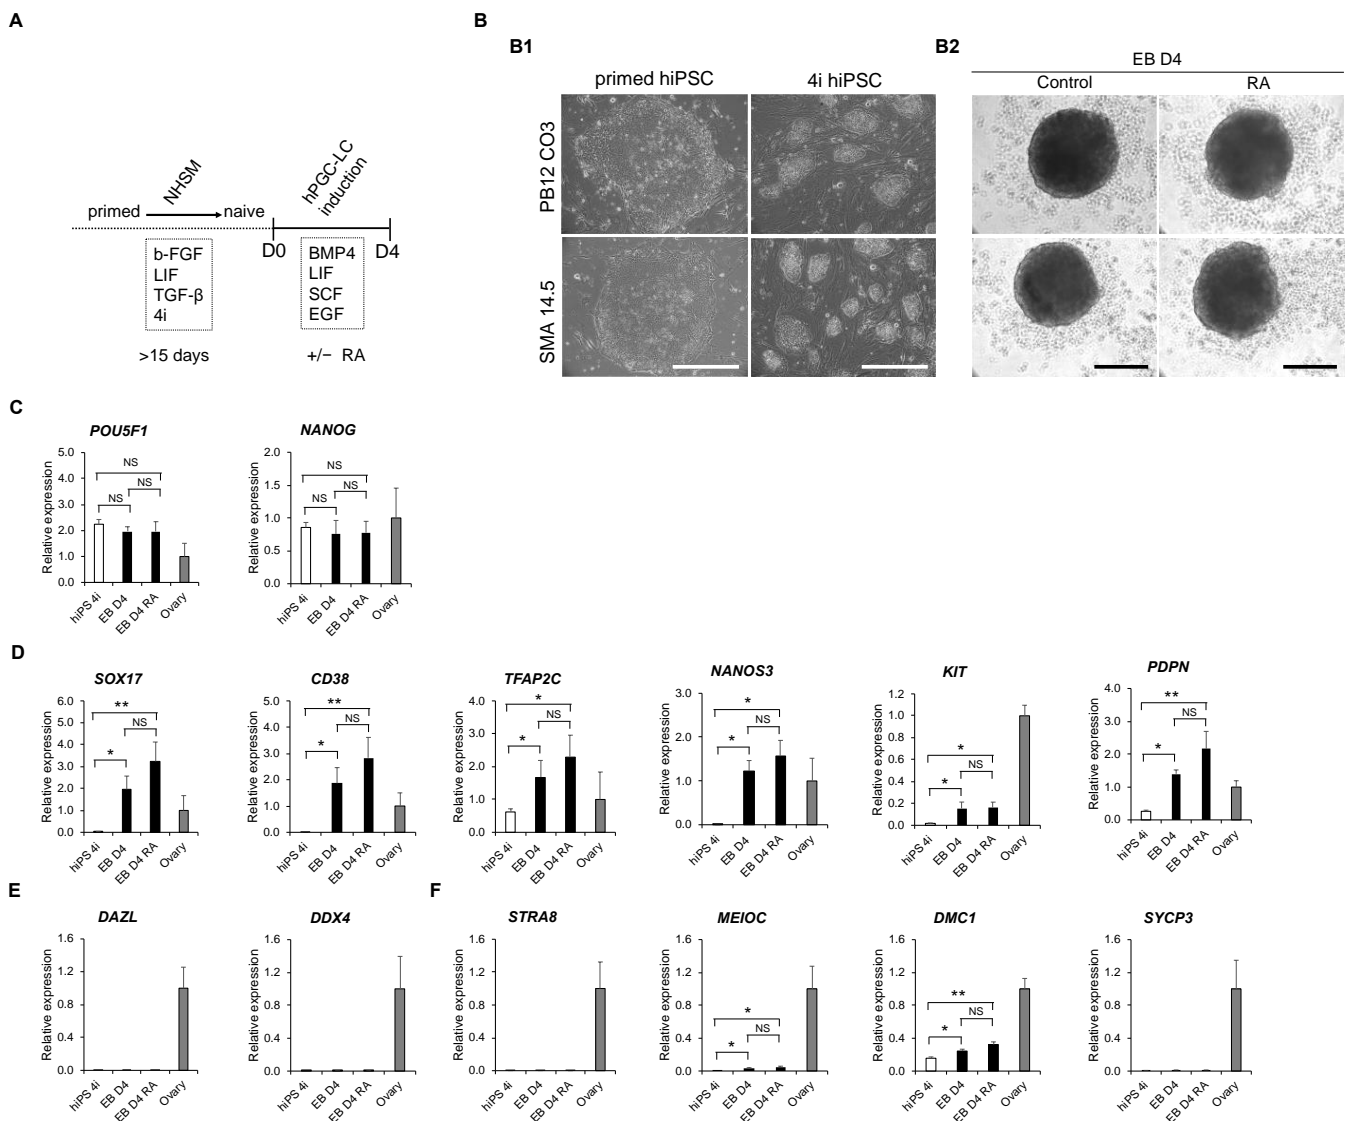 A
NHSM
hPGC-LC
induction
primed
naive
D0
D4
b-FGF
LIF
TGF-β
4i
BMP4
LIF
SCF
EGF
>15 days
+/− RA
B
B1
primed hiPSC
4i hiPSC
PB12 CO3
SMA 14.5
B2
EB D4
Control
RA
C
POU5F1
Relative expression
5.0
4.0
3.0
2.0
1.0
0.0
NS
NS
NS
hiPS 4i
EB D4
EB D4 RA
Ovary
NANOG
Relative expression
2.0
1.5
1.0
0.5
0.0
NS
NS
NS
hiPS 4i
EB D4
EB D4 RA
Ovary
D
SOX17
Relative expression
6.0
5.0
4.0
3.0
2.0
1.0
0.0
**
NS
*
hiPS 4i
EB D4
EB D4 RA
Ovary
CD38
Relative expression
5.0
4.0
3.0
2.0
1.0
0.0
**
NS
*
hiPS 4i
EB D4
EB D4 RA
Ovary
TFAP2C
Relative expression
4.0
3.0
2.0
1.0
0.0
*
NS
*
hiPS 4i
EB D4
EB D4 RA
Ovary
NANOS3
Relative expression
3.0
2.0
1.0
0.0
*
NS
*
hiPS 4i
EB D4
EB D4 RA
Ovary
KIT
Relative expression
1.2
1.0
0.8
0.6
0.4
0.2
0.0
*
NS
*
hiPS 4i
EB D4
EB D4 RA
Ovary
PDPN
Relative expression
4.0
3.0
2.0
1.0
0.0
**
NS
*
hiPS 4i
EB D4
EB D4 RA
Ovary
E
DAZL
Relative expression
1.6
1.2
0.8
0.4
0.0
hiPS 4i
EB D4
EB D4 RA
Ovary
DDX4
Relative expression
1.6
1.2
0.8
0.4
0.0
hiPS 4i
EB D4
EB D4 RA
Ovary
F
STRA8
Relative expression
1.6
1.2
0.8
0.4
0.0
hiPS 4i
EB D4
EB D4 RA
Ovary
MEIOC
Relative expression
1.6
1.2
0.8
0.4
0.0
*
NS
*
hiPS 4i
EB D4
EB D4 RA
Ovary
DMC1
Relative expression
1.6
1.2
0.8
0.4
0.0
**
NS
*
hiPS 4i
EB D4
EB D4 RA
Ovary
SYCP3
Relative expression
1.6
1.2
0.8
0.4
0.0
hiPS 4i
EB D4
EB D4 RA
Ovary